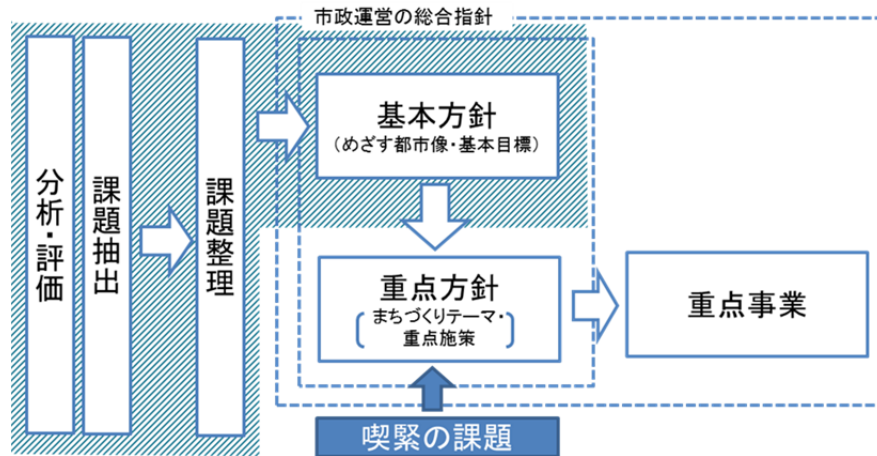 市政運営の総合指針
分析・評価
課題抽出
課題整理
基本方針
(めざす都市像・基本目標)
重点方針
まちづくりテーマ・
重点施策
重点事業
喫緊の課題